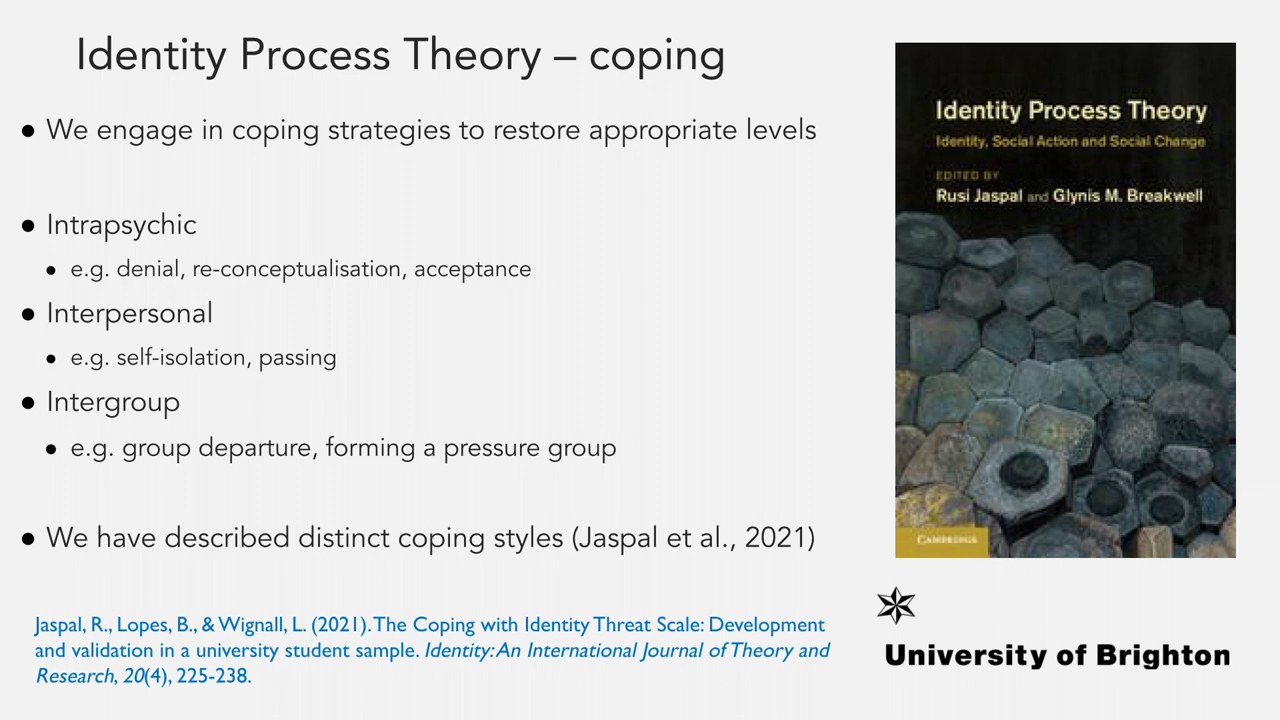 Identity Process Theory – coping
● We engage in coping strategies to restore appropriate levels
● Intrapsychic
● e.g. denial, re-conceptualisation, acceptance
● Interpersonal
● e.g. self-isolation, passing
● Intergroup
● e.g. group departure, forming a pressure group
● We have described distinct coping styles (Jaspal et al., 2021)
Jaspal, R., Lopes, B., & Wignall, L. (2021). The Coping with Identity Threat Scale: Development
and validation in a university student sample. Identity: An International Journal of Theory and
Research, 20(4), 225-238.
Identity Process Theory
Identity, Social Action and Social Change
EDITED BY
Rusi Jaspal and Glynis M. Breakwell
CAMBRIDGE
University of Brighton